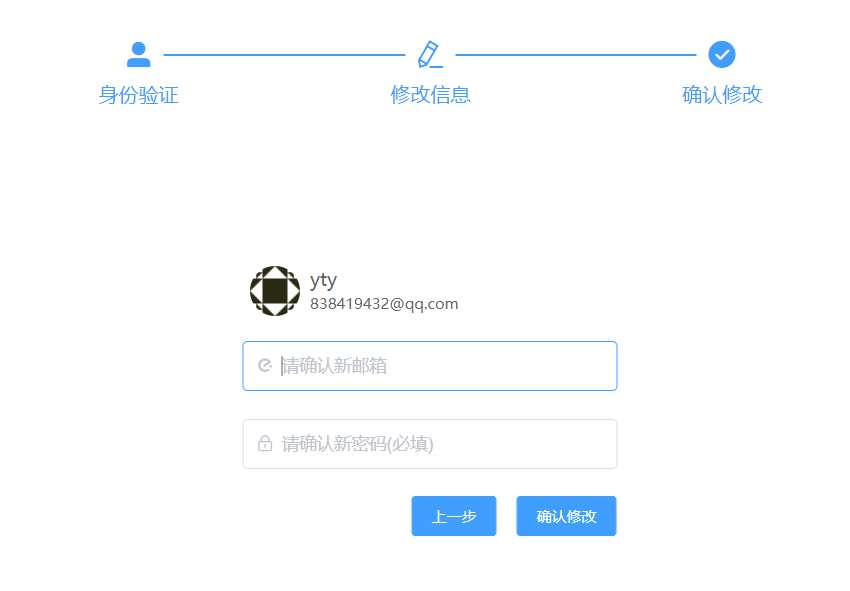 身份验证
修改信息
确认修改
yty
838419432@qq.com
请确认新邮箱
请确认新密码(必填)
上一步
确认修改